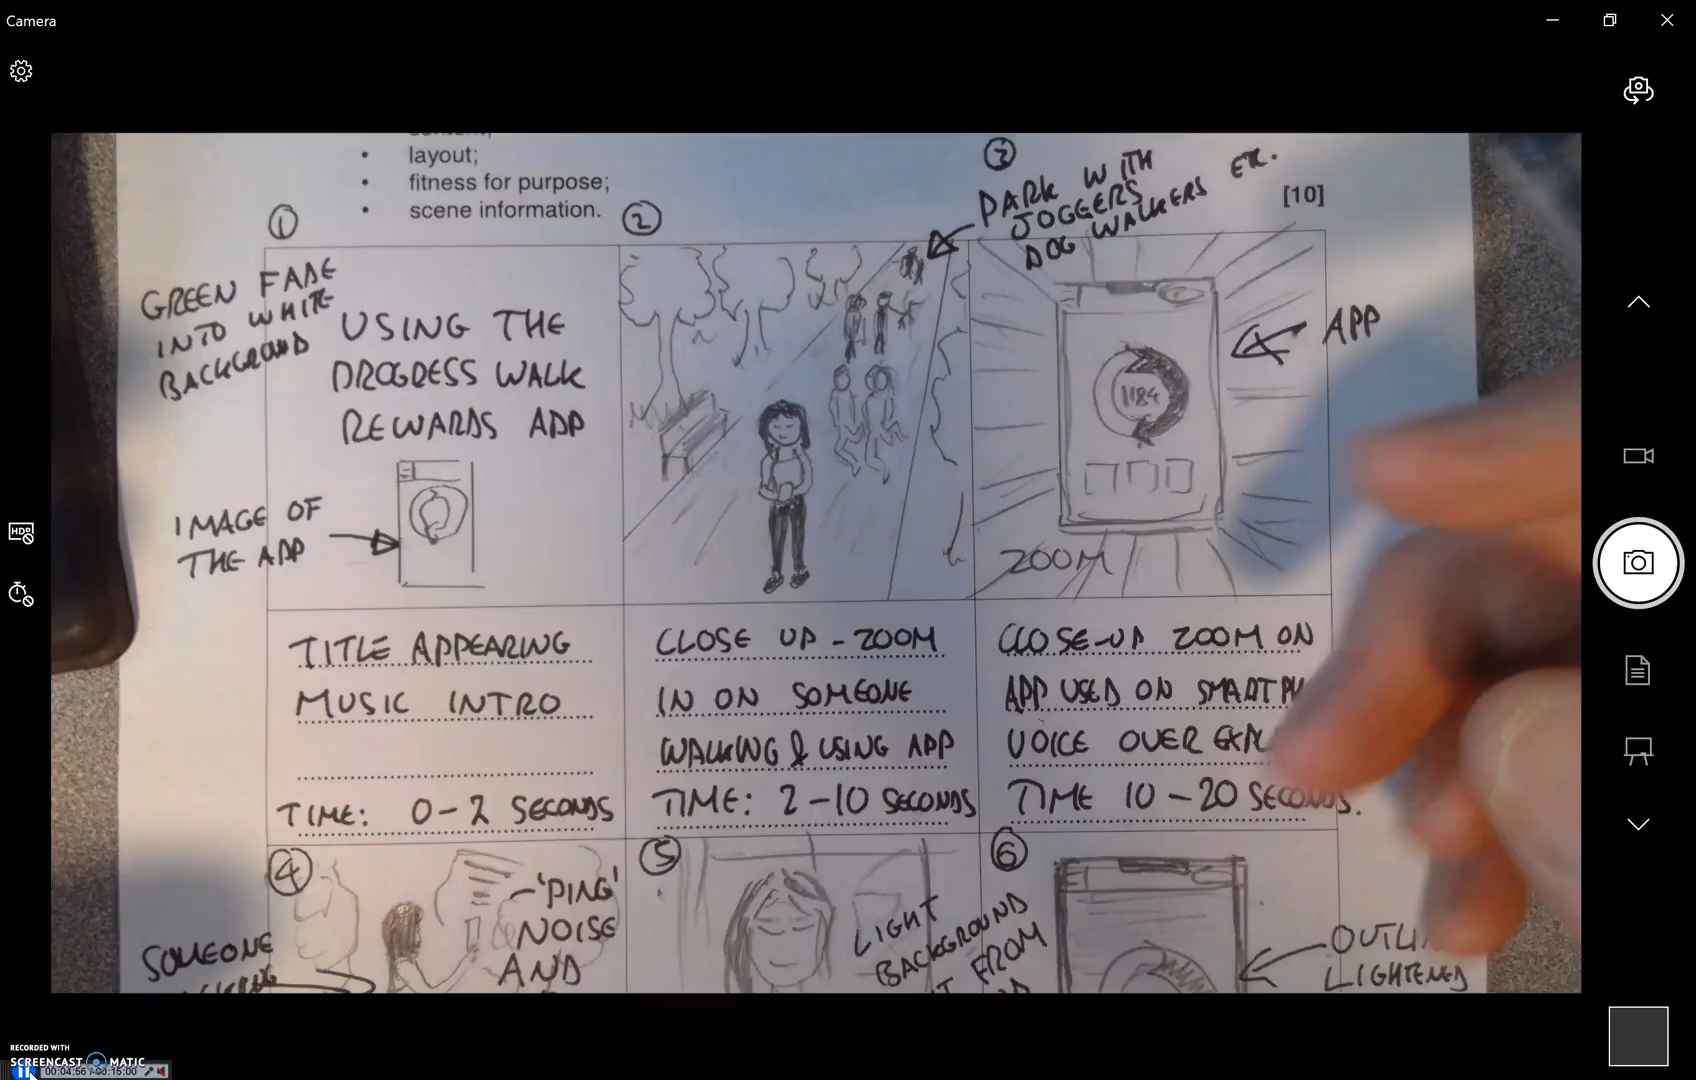 Camera
layout;
fitness for purpose;
scene information.
[10]
1
GREEN FADE
INTO WHITE
BACKGROUND
USING THE
PROGRESS WALK
REWARDS APP
IMAGE OF
THE APP
TITLE APPEARING
MUSIC INTRO
TIME: 0-2 SECONDS
2
PARK WITH
JOGGERS
DOG WALKERS ETC.
CLOSE UP - ZOOM
IN ON SOMEONE
WALKING & USING APP
TIME: 2-10 SECONDS
3
1184
APP
ZOOM
CLOSE-UP ZOOM ON
APP USED ON
VOICE OVER
TIME 10-20 SECONDS.
4
'PING'
NOISE
AND
SOMEONE
5
LIGHT
BACKGROUND
FROM
6
LIGHTENED
HDR
RECORDED WITH
SCREENCAST MATIC
00:04:56 / 00:15:00